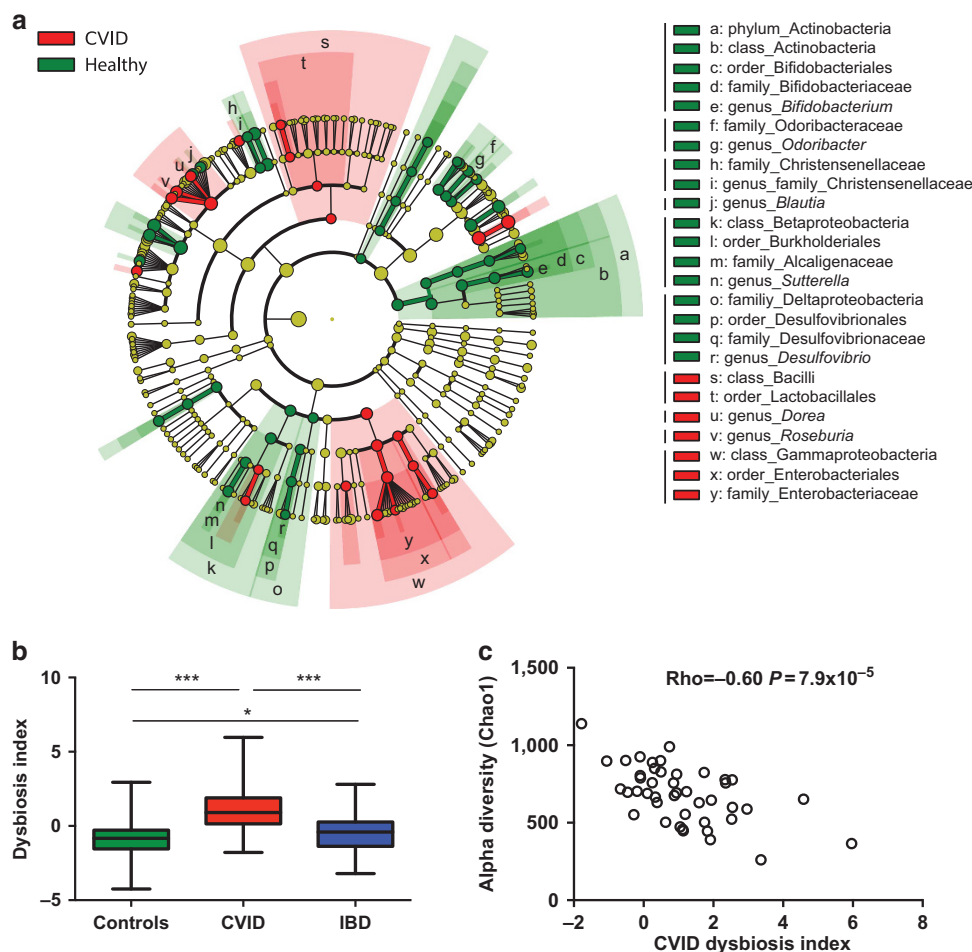 a
CVID
Healthy
s
t
h
i
j
u
v
g
f
e
d
c
b
a
n
m
l
k
r
q
p
o
y
x
w
a: phylum_Actinobacteria
b: class_Actinobacteria
c: order_Bifidobacteriales
d: family_Bifidobacteriaceae
e: genus_Bifidobacterium
f: family_Odoribacteraceae
g: genus_Odoribacter
h: family_Christensenellaceae
i: genus_family_Christensenellaceae
j: genus_Blautia
k: class_Betaproteobacteria
l: order_Burkholderiales
m: family_Alcaligenaceae
n: genus_Sutterella
o: familiy_Deltaproteobacteria
p: order_Desulfovibrionales
q: family_Desulfovibrionaceae
r: genus_Desulfovibrio
s: class_Bacilli
t: order_Lactobacillales
u: genus_Dorea
v: genus_Roseburia
w: class_Gammaproteobacteria
x: order_Enterobacteriales
y: family_Enterobacteriaceae
b
Dysbiosis index
10
5
0
–5
***
***
*
Controls
CVID
IBD
c
Alpha diversity (Chao1)
1,500
1,000
500
0
Rho=–0.60 P=7.9x10⁻⁵
–2
0
2
4
6
8
CVID dysbiosis index